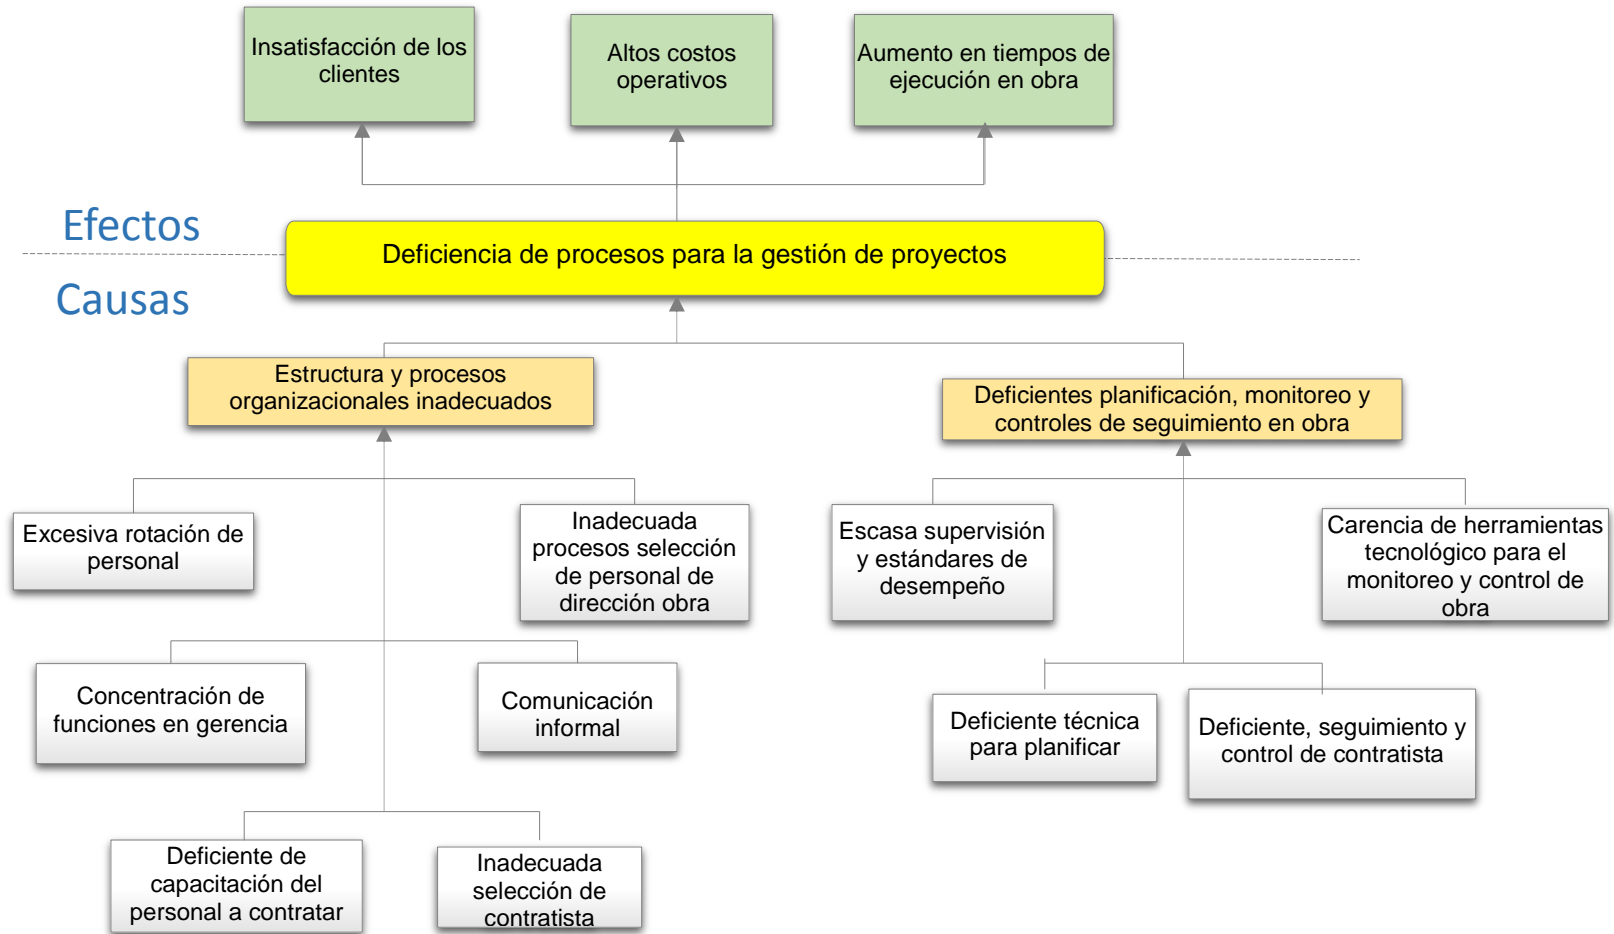 Insatisfacción de los
clientes
Altos costos
operativos
Aumento en tiempos de
ejecución en obra
Efectos
Deficiencia de procesos para la gestión de proyectos
Causas
Estructura y procesos
organizacionales inadecuados
Deficientes planificación, monitoreo y
controles de seguimiento en obra
Excesiva rotación de
personal
Inadecuada
procesos selección
de personal de
dirección obra
Escasa supervisión
y estándares de
desempeño
Carencia de herramientas
tecnológico para el
monitoreo y control de
obra
Concentración de
funciones en gerencia
Comunicación
informal
Deficiente técnica
para planificar
Deficiente, seguimiento y
control de contratista
Deficiente de
capacitación del
personal a contratar
Inadecuada
selección de
contratista